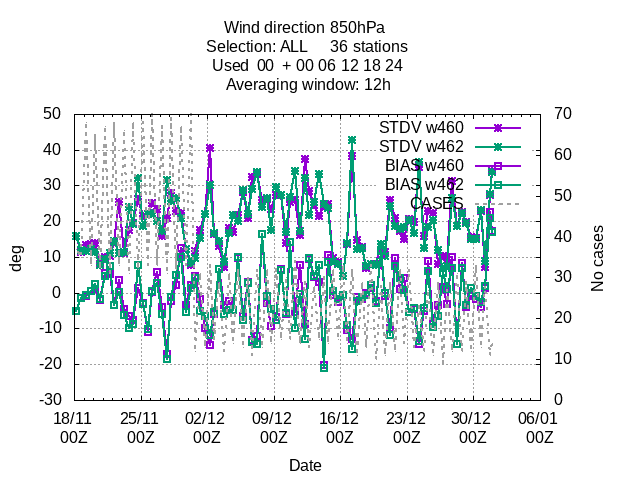 Wind direction 850hPa
Selection: ALL     36 stations
Used  00  + 00 06 12 18 24
Averaging window: 12h
50 70
STDV w460
STDV w462
BIAS w460
BIAS w462
CASES
40 60
30 50
20 40
10 30
0 20
-10 10
-20 0
-30
deg
No cases
18/11 25/11 02/12 09/12 16/12 23/12 30/12 06/01
00Z 00Z 00Z 00Z 00Z 00Z 00Z 00Z
Date